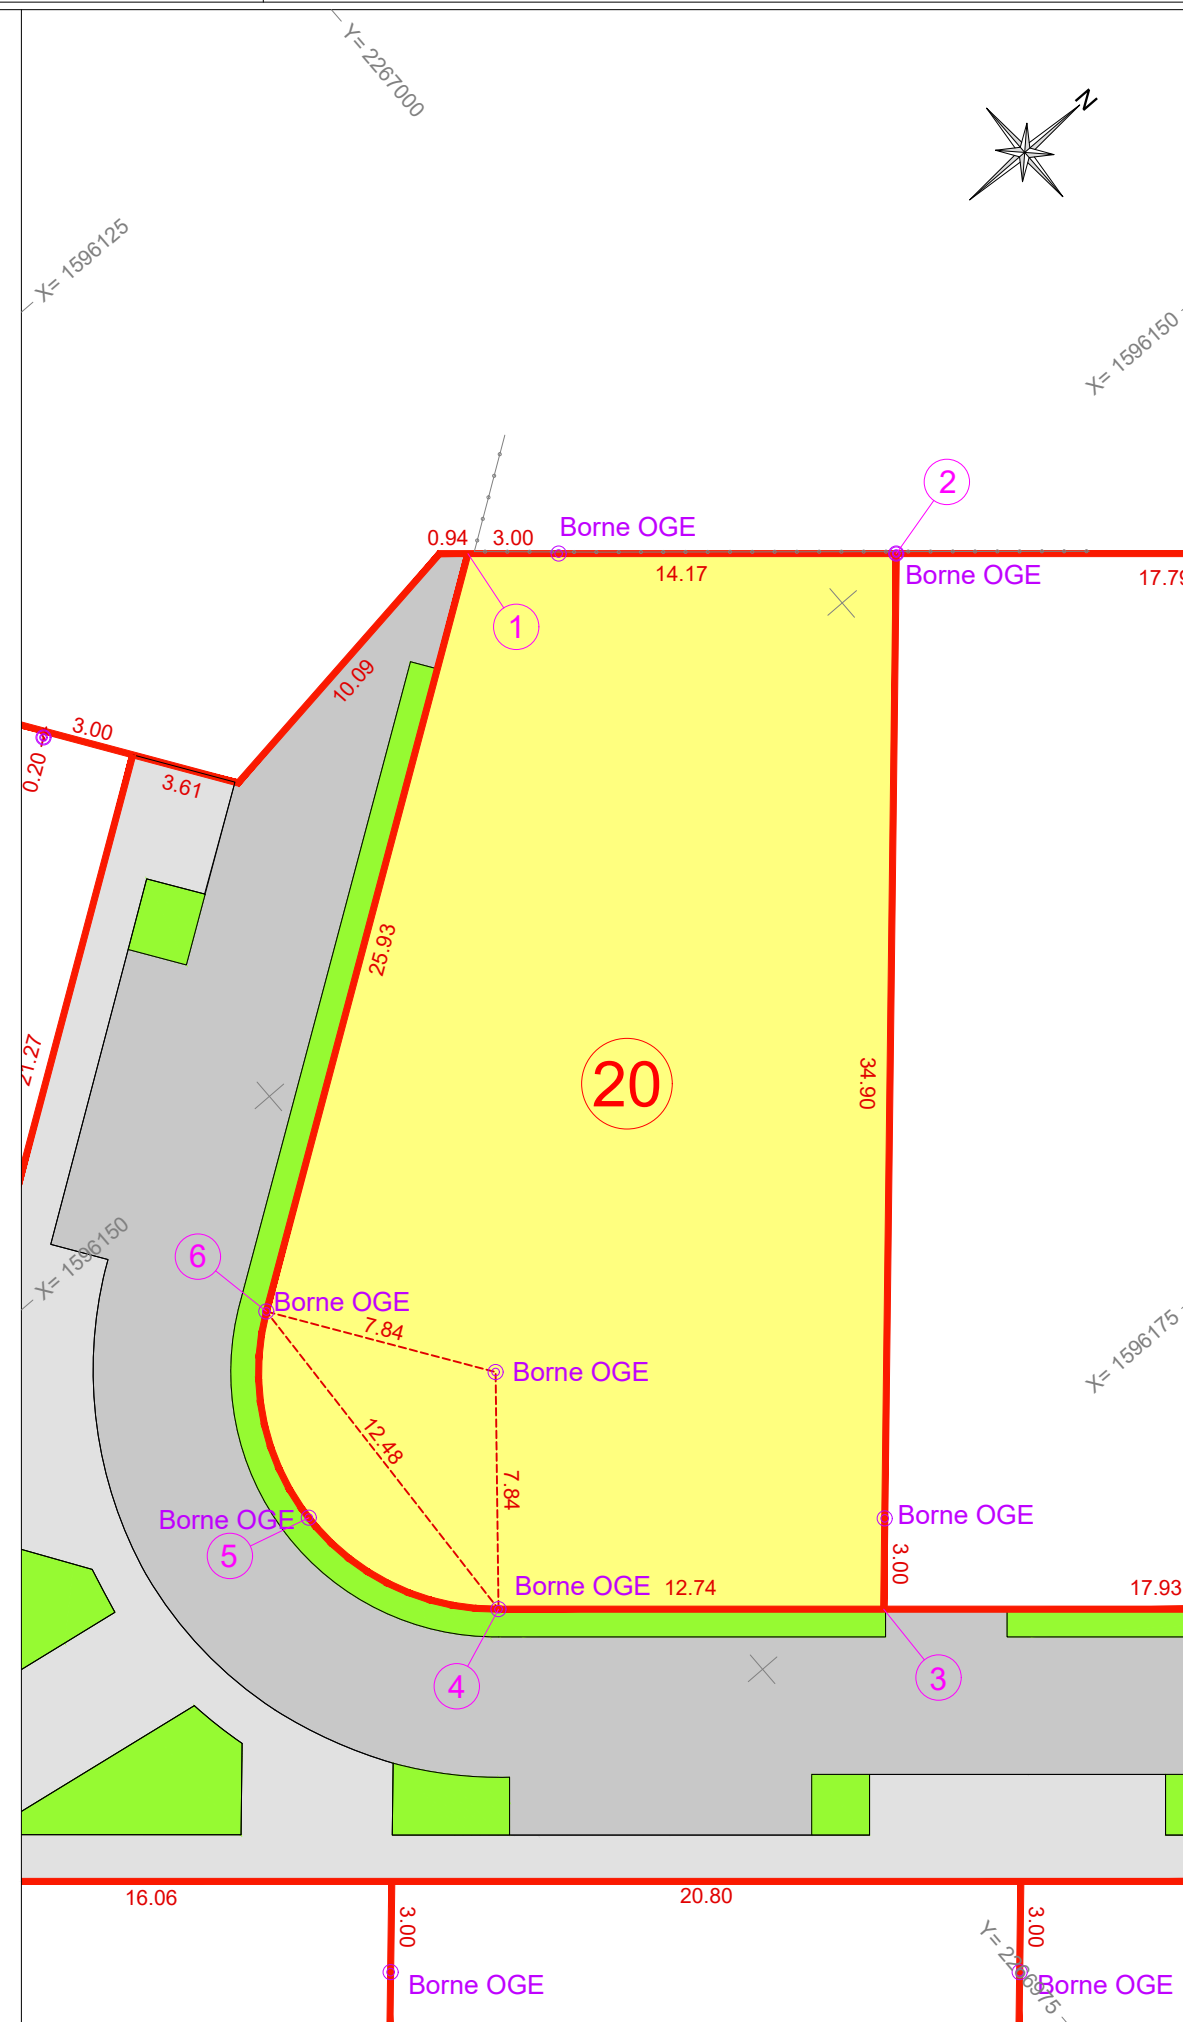 Y= 2267000
N
X= 1596125
X= 1596150
2
0.94
3.00
Borne OGE
14.17
Borne OGE
17.79
1
10.09
3.00
0.20
3.61
25.93
21.27
20
34.90
X= 1596150
6
Borne OGE
7.84
Borne OGE
X= 1596175
12.48
7.84
Borne OGE
5
Borne OGE
3.00
Borne OGE
12.74
17.93
4
3
16.06
20.80
3.00
3.00
Y= 2266975
Borne OGE
Borne OGE